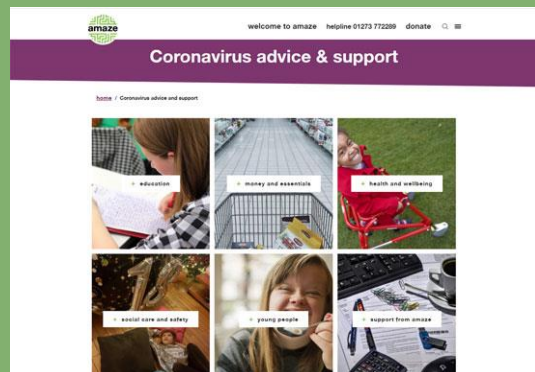 amaze
welcome to amaze helpline 01273 772289 donate
Coronavirus advice & support
home / Coronavirus advice and support
+ education
+ money and essentials
+ health and wellbeing
+ social care and safety
+ young people
+ support from amaze